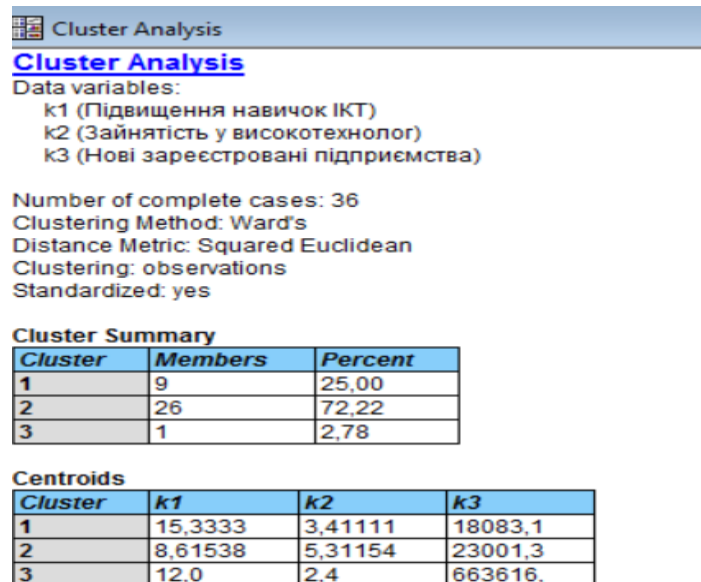 Cluster Analysis
Cluster Analysis
Data variables:
k1 (Підвищення навичок ІКТ)
k2 (Зайнятість у високотехнолог)
k3 (Нові зареєстровані підприємства)
Number of complete cases: 36
Clustering Method: Ward's
Distance Metric: Squared Euclidean
Clustering: observations
Standardized: yes
Cluster Summary
Cluster Members Percent
1 9 25,00
2 26 72,22
3 1 2,78
Centroids
Cluster k1 k2 k3
1 15,3333 3,41111 18083,1
2 8,61538 5,31154 23001,3
3 12,0 2,4 663616,